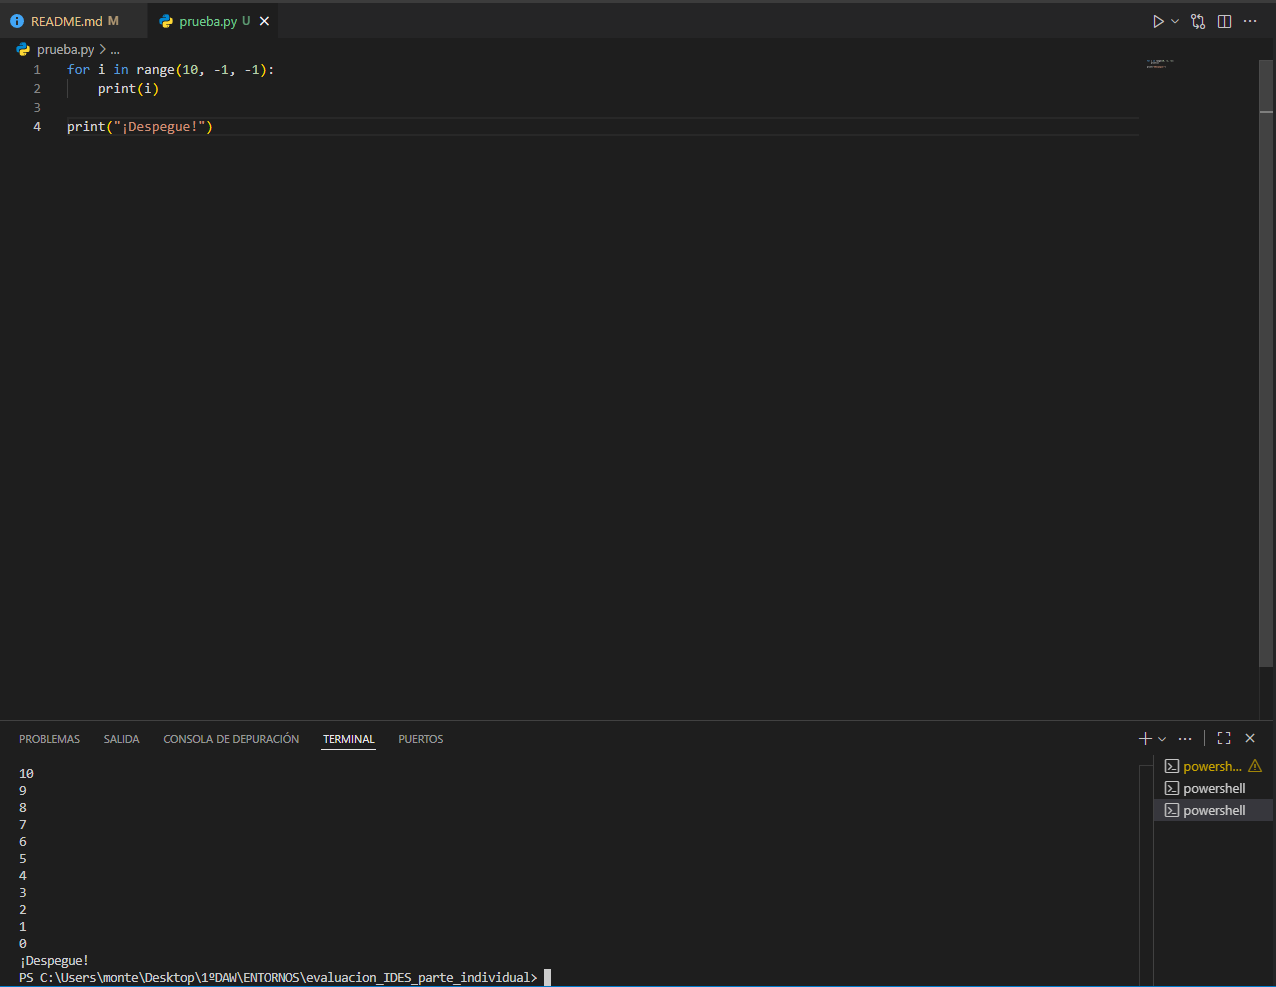 README.md M prueba.py U
prueba.py > ...
1 for i in range(10, -1, -1):
2 print(i)
3
4 print("¡Despegue!")
PROBLEMAS SALIDA CONSOLA DE DEPURACIÓN TERMINAL PUERTOS
10
9
8
7
6
5
4
3
2
1
0
¡Despegue!
PS C:\Users\monte\Desktop\1ºDAW\ENTORNOS\evaluacion_IDES_parte_individual>
powersh...
powershell
powershell